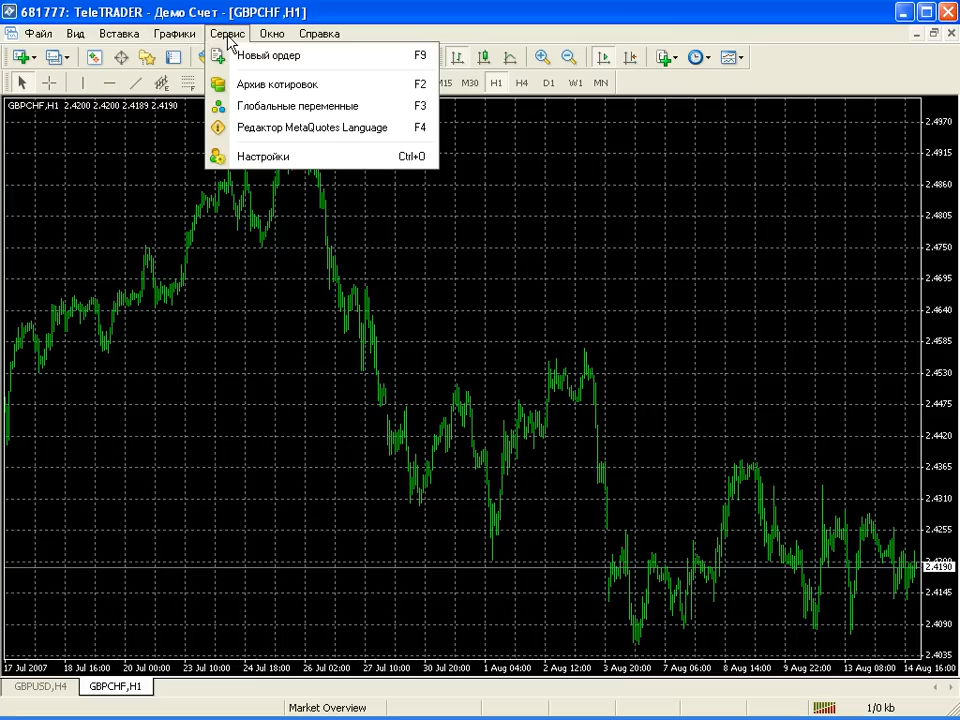 681777: TeleTRADER - Демо Счет - [GBPCHF,H1]
Файл Вид Вставка Графики Сервис Окно Справка
Новый ордер F9
Архив котировок F2
Глобальные переменные F3
Редактор MetaQuotes Language F4
Настройки Ctrl+O
M15 M30 H1 H4 D1 W1 MN
GBPCHF,H1 2.4200 2.4200 2.4189 2.4190
2.4970
2.4915
2.4860
2.4805
2.4750
2.4695
2.4640
2.4585
2.4530
2.4475
2.4420
2.4365
2.4310
2.4255
2.4190
2.4145
2.4090
2.4035
17 Jul 2007 18 Jul 16:00 20 Jul 00:00 23 Jul 10:00 24 Jul 18:00 26 Jul 02:00 27 Jul 10:00 30 Jul 20:00 1 Aug 04:00 2 Aug 12:00 3 Aug 20:00 7 Aug 06:00 8 Aug 14:00 9 Aug 22:00 13 Aug 08:00 14 Aug 16:00
GBPUSD,H4 GBPCHF,H1
Market Overview 1/0 kb